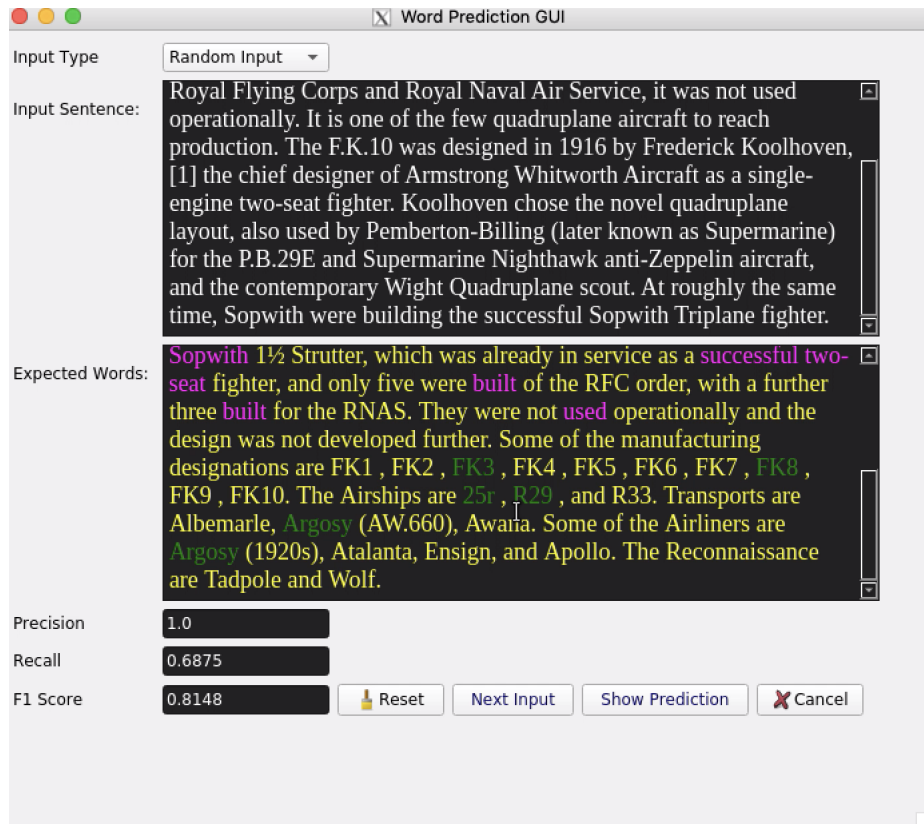 Word Prediction GUI
Input Type
Random Input
Input Sentence:
Royal Flying Corps and Royal Naval Air Service, it was not used
operationally. It is one of the few quadruplane aircraft to reach
production. The F.K.10 was designed in 1916 by Frederick Koolhoven,
[1] the chief designer of Armstrong Whitworth Aircraft as a single-
engine two-seat fighter. Koolhoven chose the novel quadruplane
layout, also used by Pemberton-Billing (later known as Supermarine)
for the P.B.29E and Supermarine Nighthawk anti-Zeppelin aircraft,
and the contemporary Wight Quadruplane scout. At roughly the same
time, Sopwith were building the successful Sopwith Triplane fighter.
Expected Words:
Sopwith 1½ Strutter, which was already in service as a successful two-
seat fighter, and only five were built of the RFC order, with a further
three built for the RNAS. They were not used operationally and the
design was not developed further. Some of the manufacturing
designations are FK1 , FK2 , FK3 , FK4 , FK5 , FK6 , FK7 , FK8 ,
FK9 , FK10. The Airships are 25r , R29 , and R33. Transports are
Albemarle, Argosy (AW.660), Awana. Some of the Airliners are
Argosy (1920s), Atalanta, Ensign, and Apollo. The Reconnaissance
are Tadpole and Wolf.
Precision
1.0
Recall
0.6875
F1 Score
0.8148
Reset
Next Input
Show Prediction
Cancel